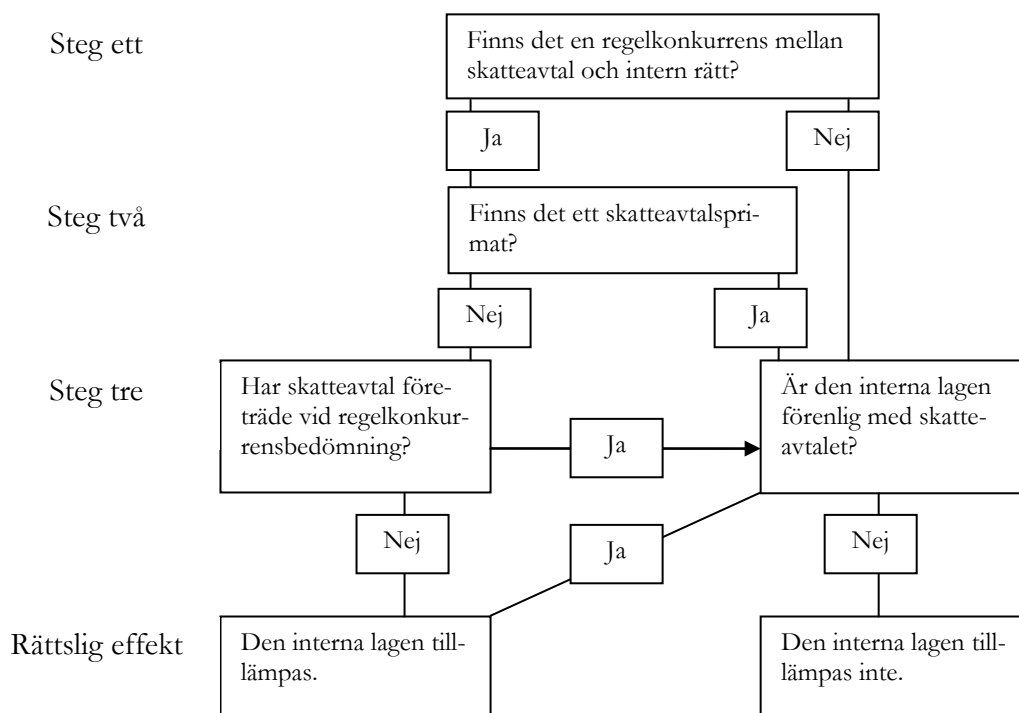 Steg ett
Finns det en regelkonkurrens mellan
skatteavtal och intern rätt?
Ja
Nej
Steg två
Finns det ett skatteavtalspri-
mat?
Nej
Ja
Steg tre
Har skatteavtal före-
träde vid regelkonkur-
rensbedömning?
Ja
Är den interna lagen
förenlig med skatte-
avtalet?
Nej
Ja
Nej
Rättslig effekt
Den interna lagen till-
lämpas.
Den interna lagen till-
lämpas inte.